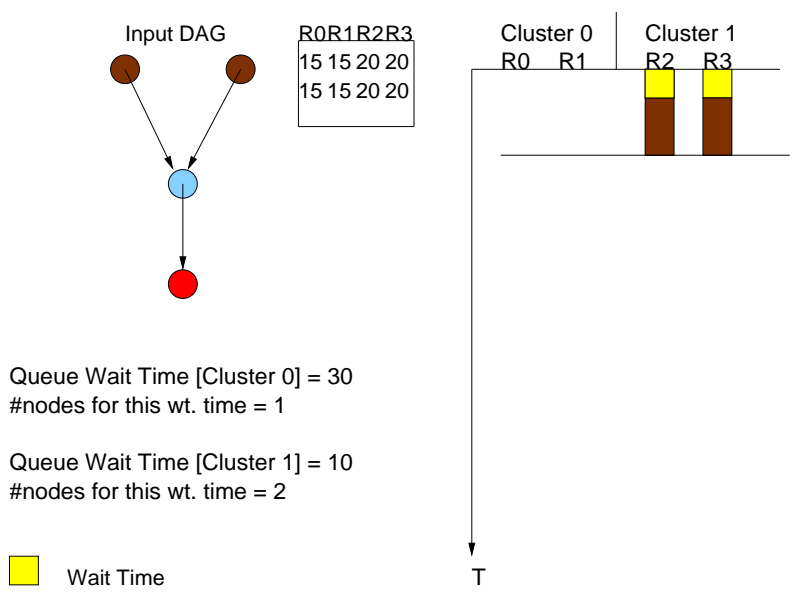 Input DAG
R0R1R2R3
15 15 20 20
15 15 20 20
Cluster 0 Cluster 1
R0 R1 R2 R3
Queue Wait Time [Cluster 0] = 30
#nodes for this wt. time = 1
Queue Wait Time [Cluster 1] = 10
#nodes for this wt. time = 2
Wait Time
T